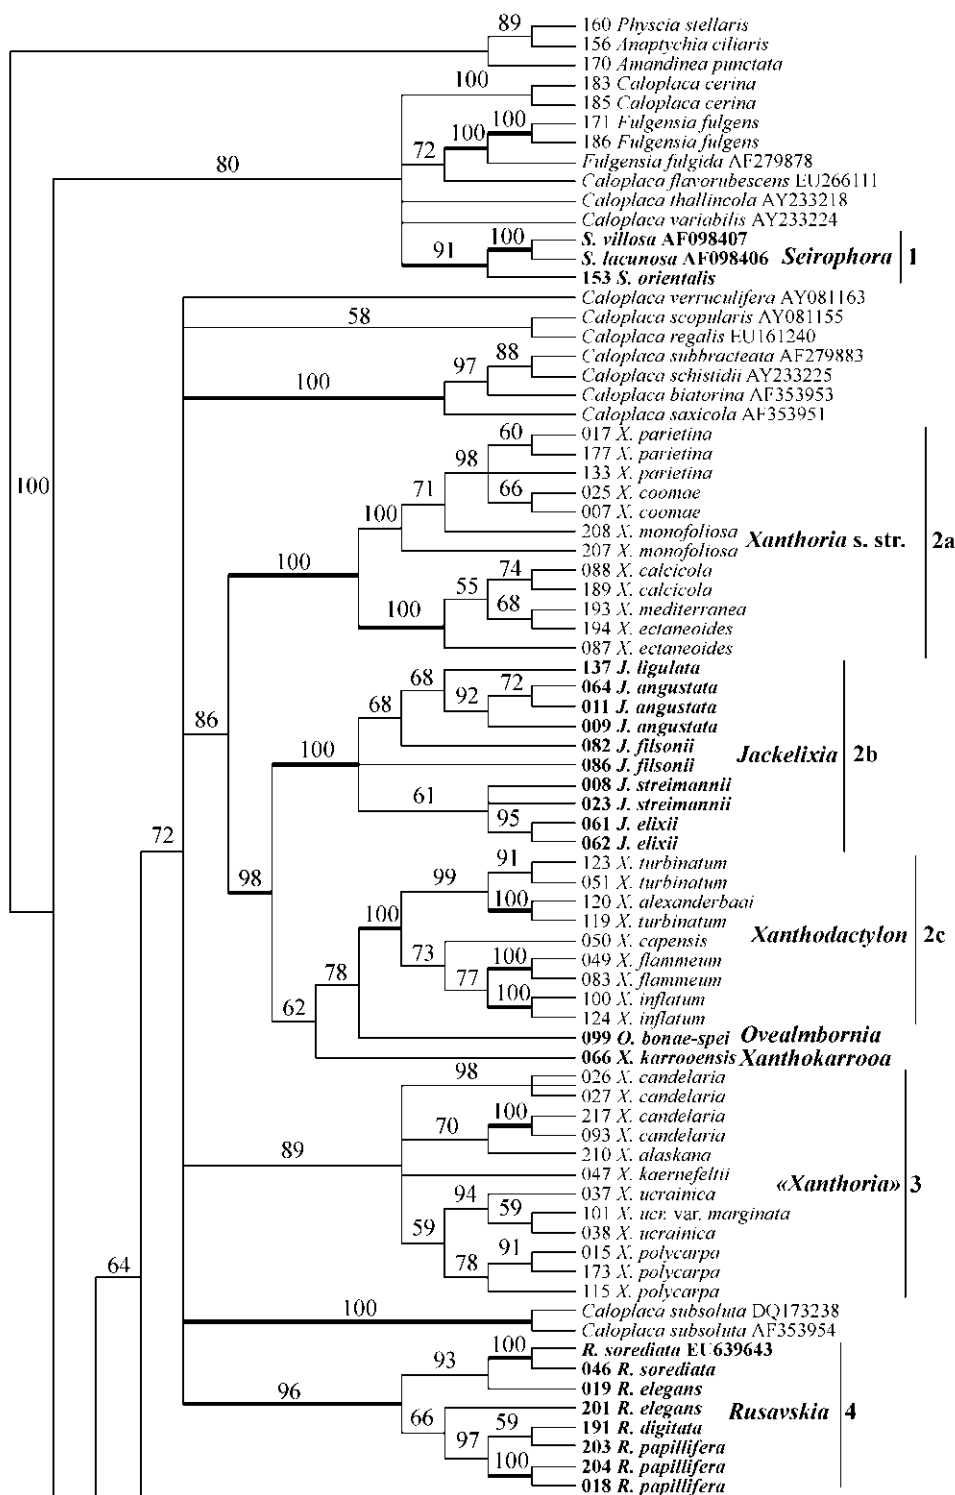 89
160 Physcia stellaris
156 Anaptychia ciliaris
170 Amandinea punctata
100
183 Caloplaca cerina
185 Caloplaca cerina
100
171 Fulgensia fulgens
100
186 Fulgensia fulgens
72
Fulgensia fulgida AF279878
80
Caloplaca flavorubescens EU266111
Caloplaca thallincola AY233218
Caloplaca variabilis AY233224
100
S. villosa AF098407
91
S. lacunosa AF098406
Seirophora 1
153 S. orientalis
Caloplaca verruculifera AY081163
58
Caloplaca scopularis AY081155
Caloplaca regalis EU161240
88
Caloplaca subbracteata AF279883
97
Caloplaca schistidii AY233225
100
Caloplaca biatorina AF353953
Caloplaca saxicola AF353951
60
017 X. parietina
177 X. parietina
98
133 X. parietina
100
66
025 X. coomae
71
007 X. coomae
100
208 X. monofoliosa
Xanthoria s. str. 2a
207 X. monofoliosa
100
74
088 X. calcicola
55
189 X. calcicola
100
68
193 X. mediterranea
194 X. ectaneoides
087 X. ectaneoides
68
137 J. ligulata
72
064 J. angustata
92
011 J. angustata
68
009 J. angustata
86
082 J. filsonii
100
Jackelixia 2b
086 J. filsonii
008 J. streimannii
61
023 J. streimannii
95
061 J. elixii
72
062 J. elixii
91
123 X. turbinatum
98
99
051 X. turbinatum
100
120 X. alexanderbaai
100
119 X. turbinatum
Xanthodactylon 2c
73
050 X. capensis
100
049 X. flammeum
78
77
083 X. flammeum
100
100 X. inflatum
62
124 X. inflatum
099 O. bonae-spei Ovealmbornia
066 X. karrooensis Xanthokarrooa
98
026 X. candelaria
027 X. candelaria
100
217 X. candelaria
70
093 X. candelaria
89
210 X. alaskana
047 X. kaernefeltii
«Xanthoria» 3
94
037 X. ucrainica
59
101 X. ucr. var. marginata
59
038 X. ucrainica
91
015 X. polycarpa
64
78
173 X. polycarpa
115 X. polycarpa
100
Caloplaca subsoluta DQ173238
Caloplaca subsoluta AF353954
100
R. sorediata EU639643
93
046 R. sorediata
96
019 R. elegans
201 R. elegans
Rusavskia 4
66
59
191 R. digitata
97
203 R. papillifera
100
204 R. papillifera
018 R. papillifera